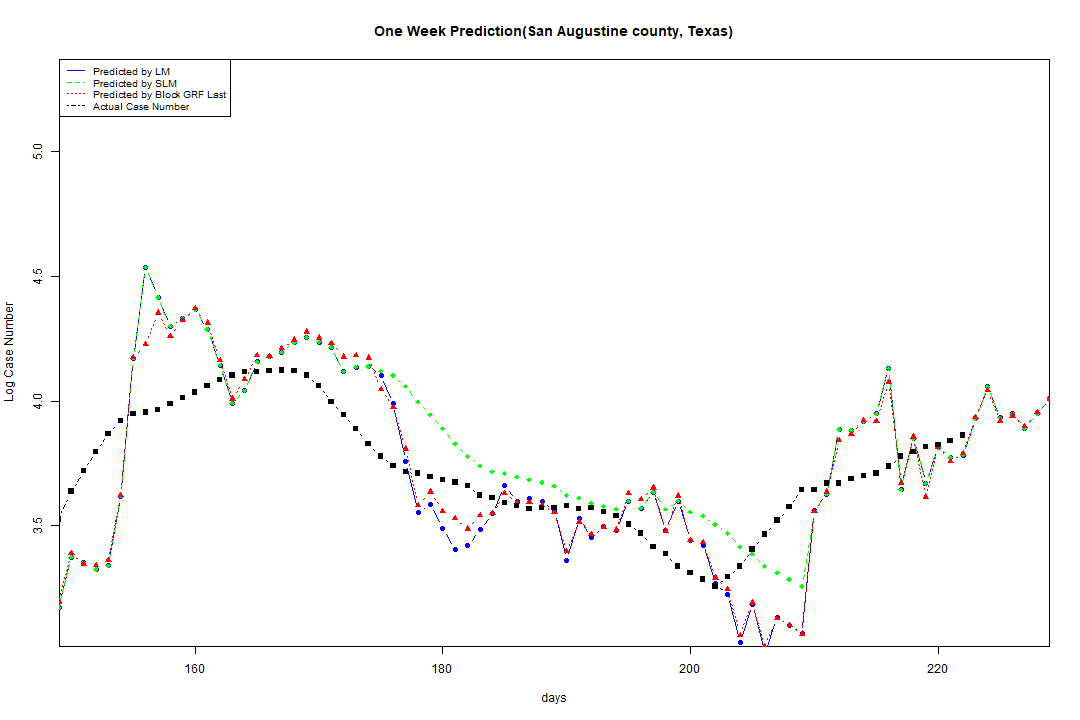 One Week Prediction(San Augustine county, Texas)
Predicted by LM
Predicted by SLM
Predicted by Block GRF Last
Actual Case Number
5.0
4.5
4.0
3.5
Log Case Number
160 180 200 220
days